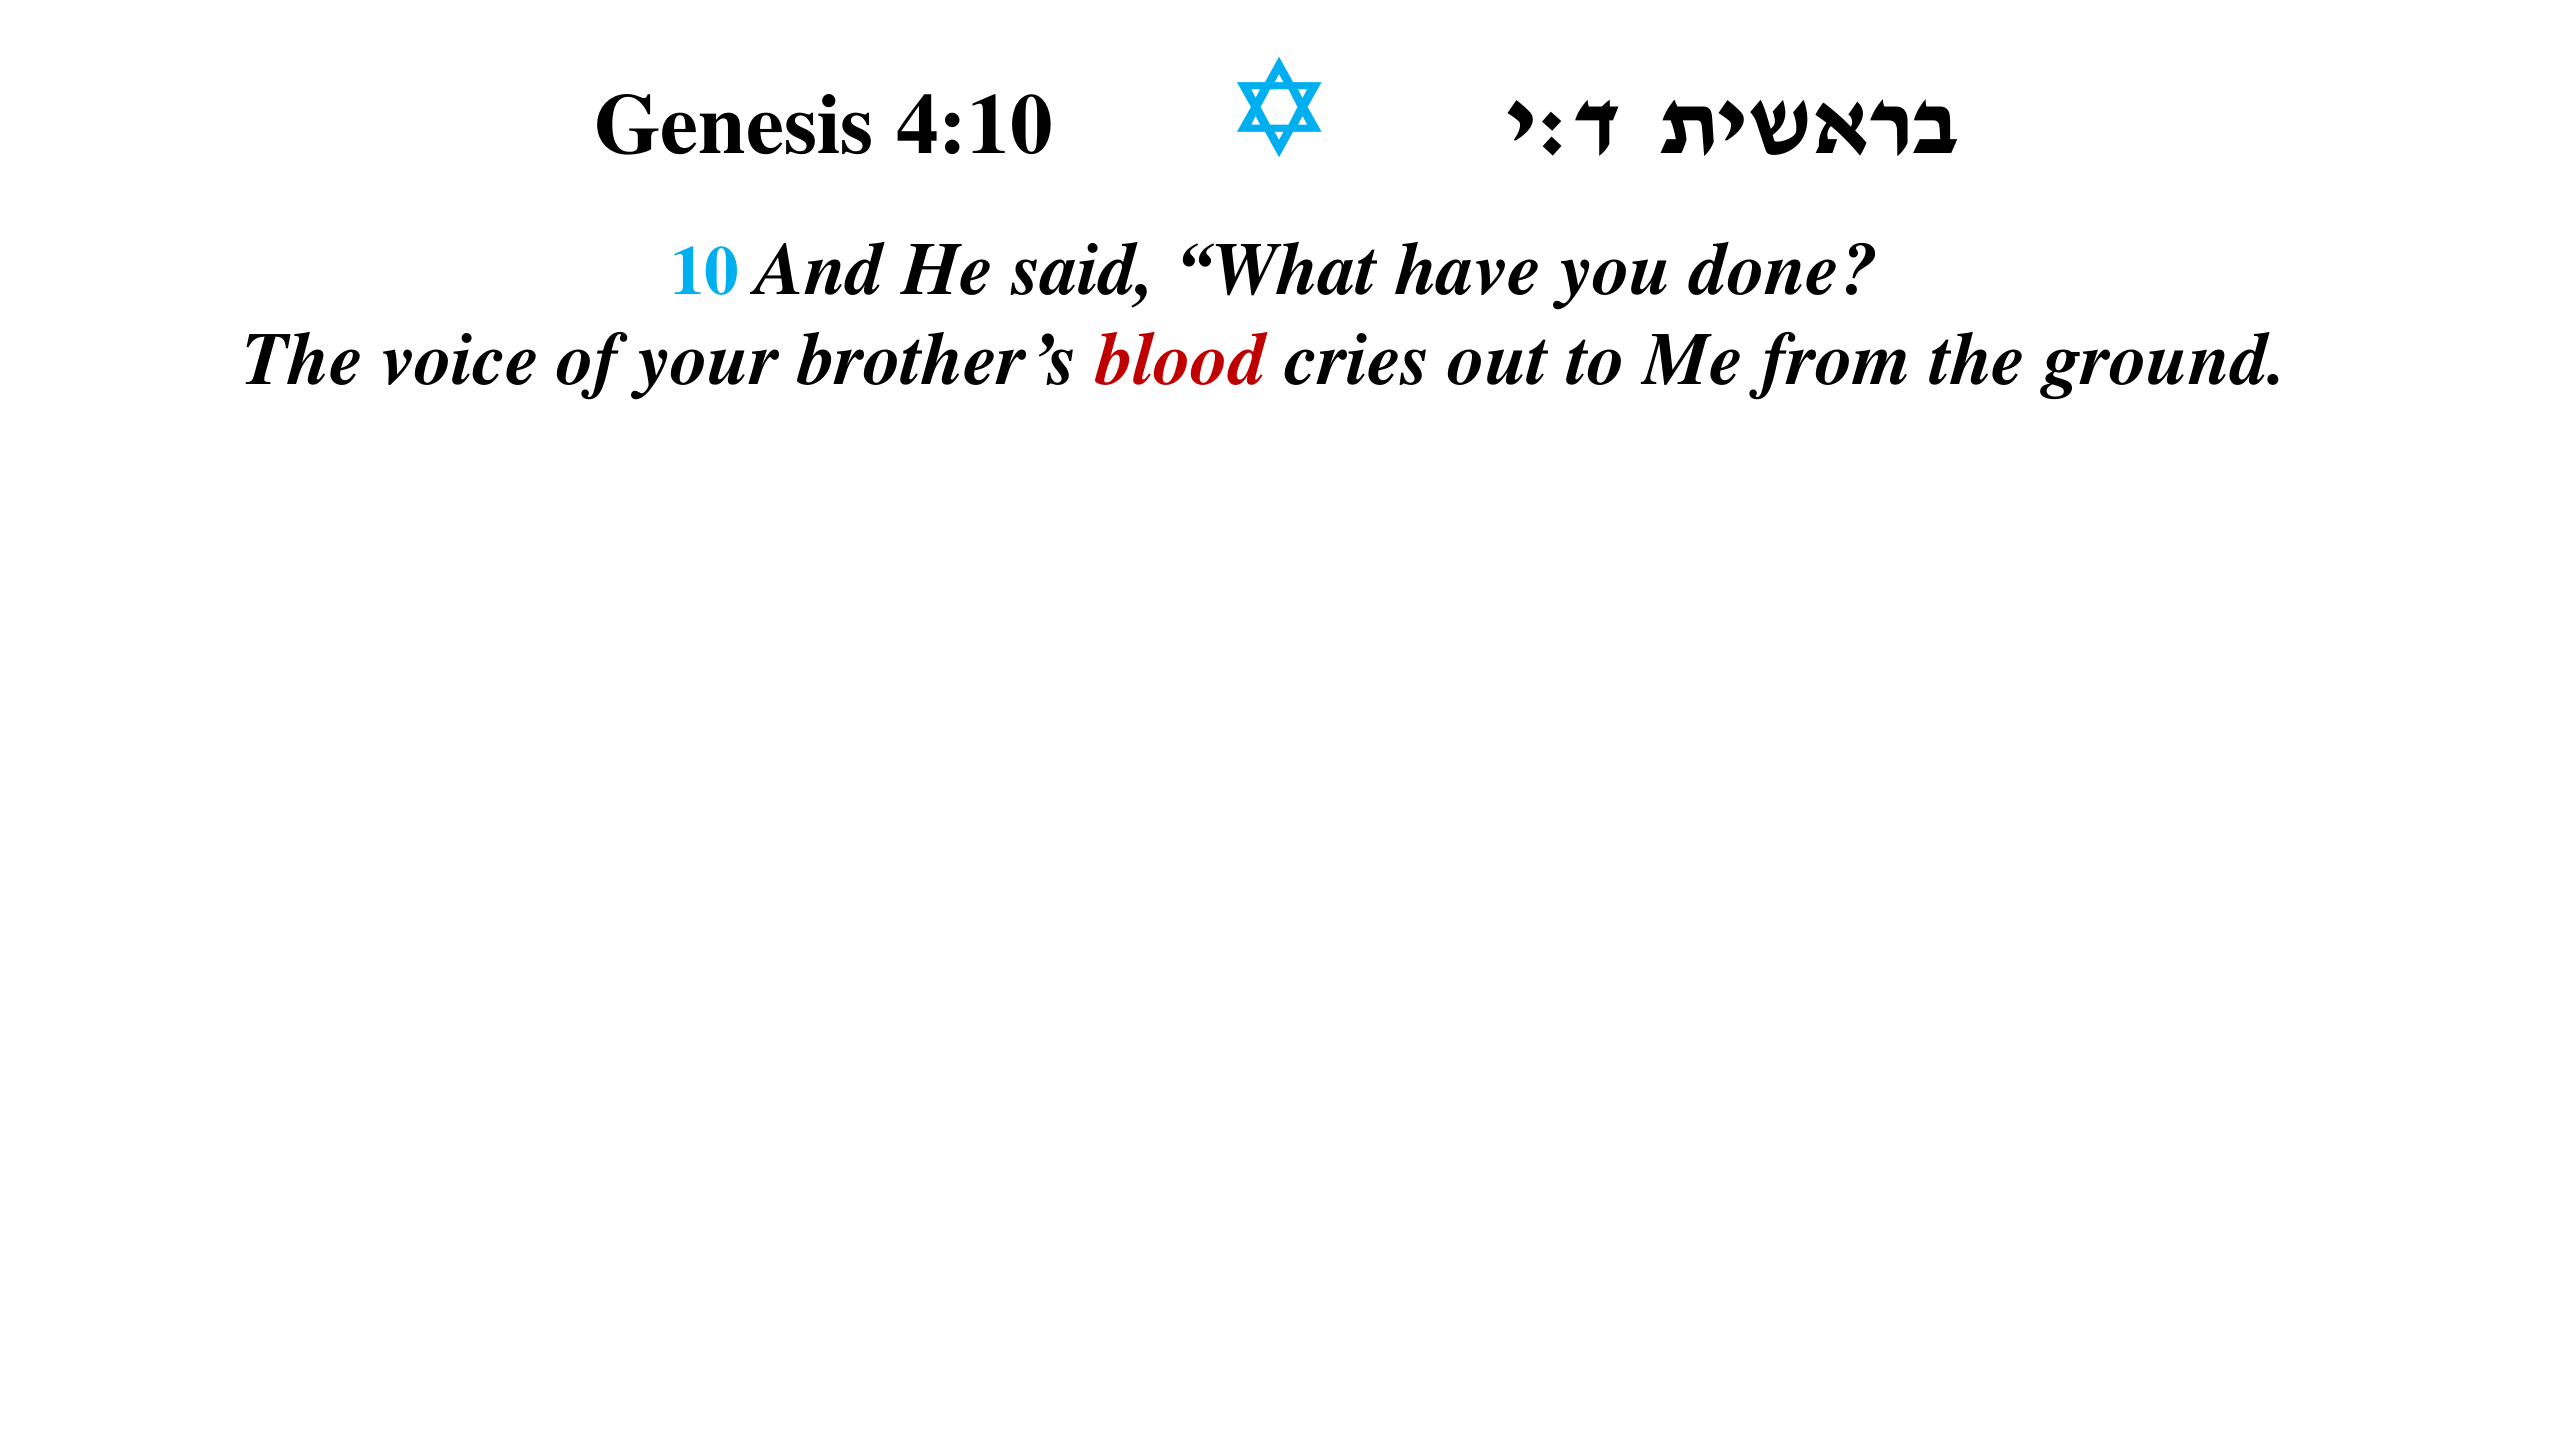 Genesis 4:10 ✡ בראשית ד:י
10 And He said, “What have you done?
The voice of your brother’s blood cries out to Me from the ground.